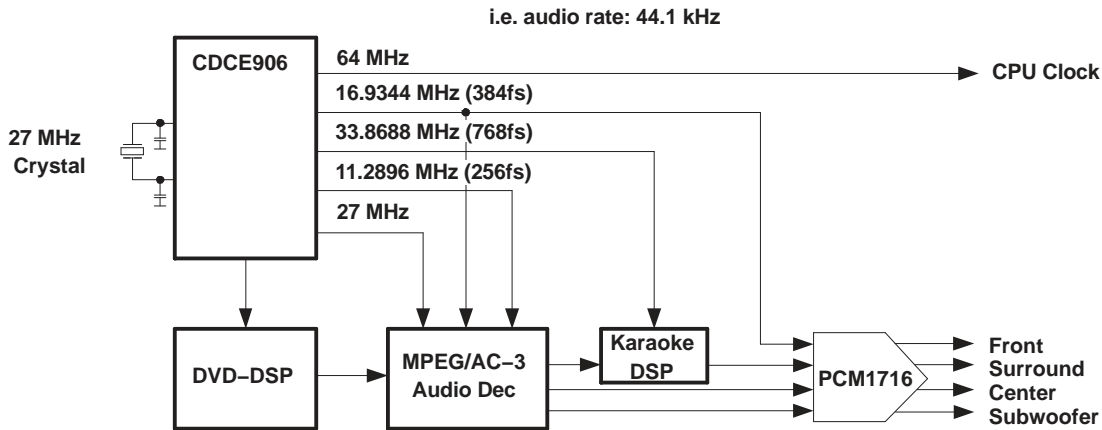 i.e. audio rate: 44.1 kHz
CDCE906
64 MHz
CPU Clock
16.9344 MHz (384fs)
27 MHz
Crystal
33.8688 MHz (768fs)
11.2896 MHz (256fs)
27 MHz
DVD−DSP
MPEG/AC−3
Audio Dec
Karaoke
DSP
PCM1716
Front
Surround
Center
Subwoofer